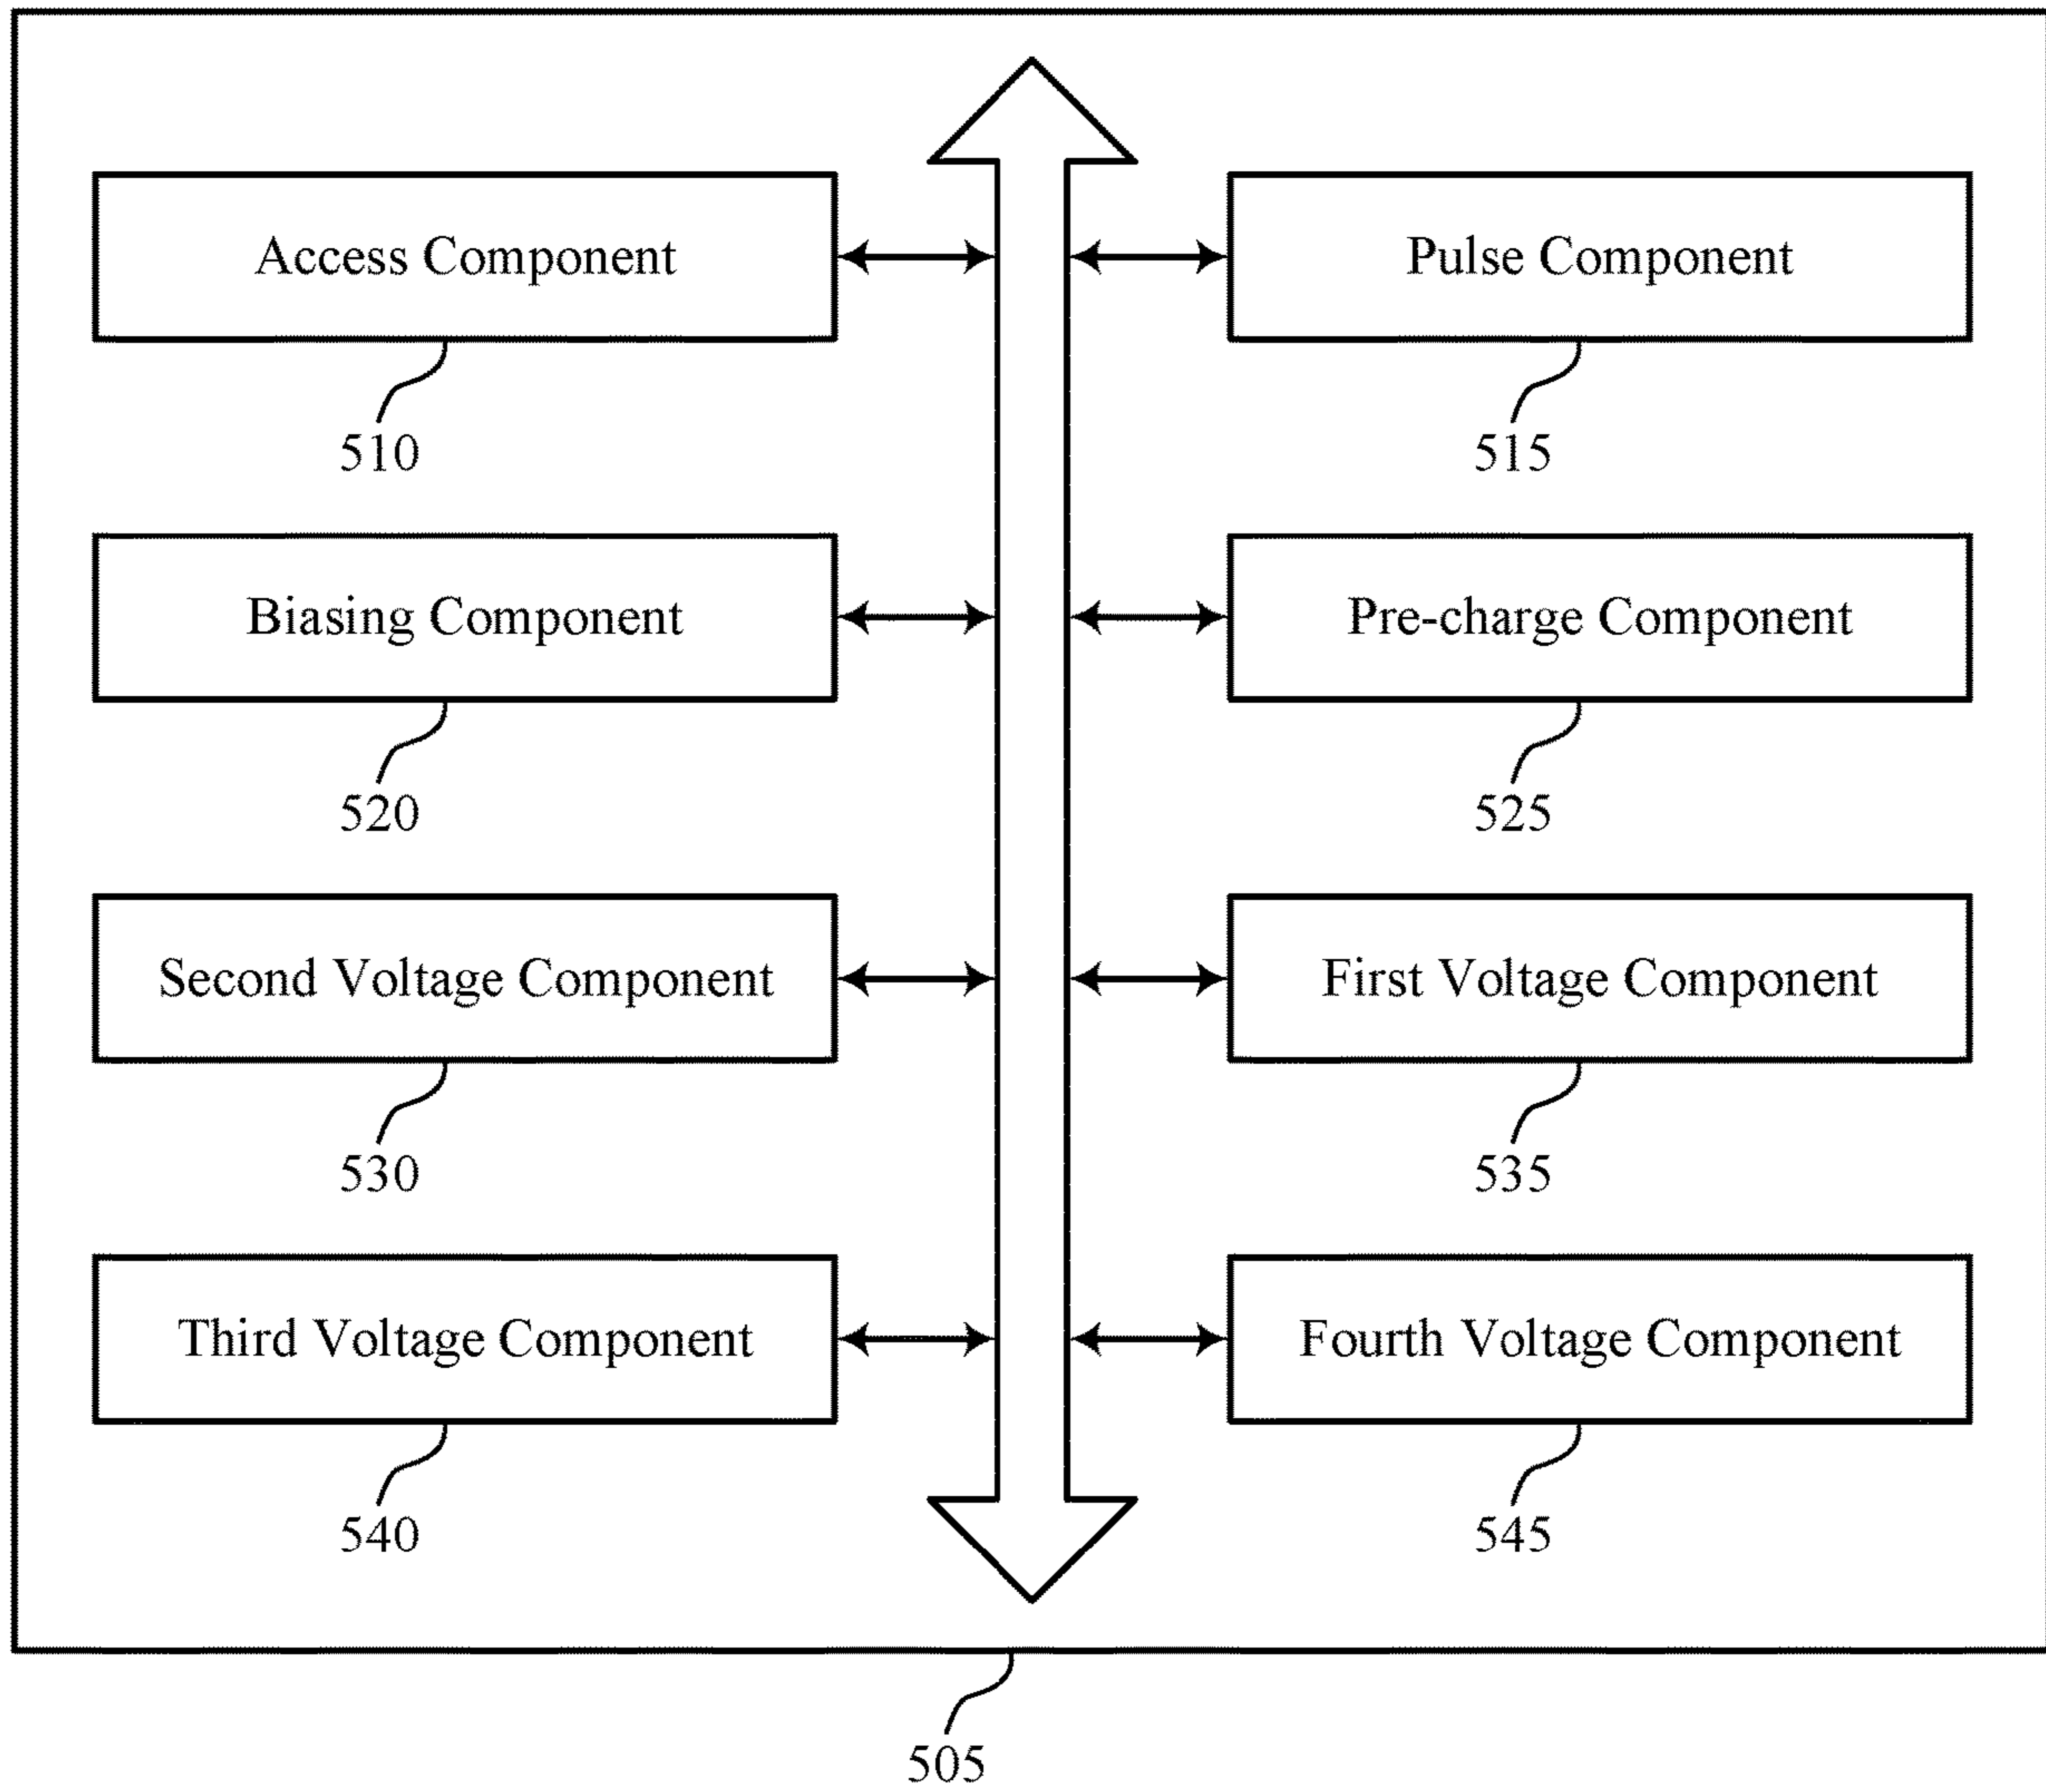 Access Component
Pulse Component
510
515
Biasing Component
Pre-charge Component
520
525
Second Voltage Component
First Voltage Component
530
535
Third Voltage Component
Fourth Voltage Component
540
545
505